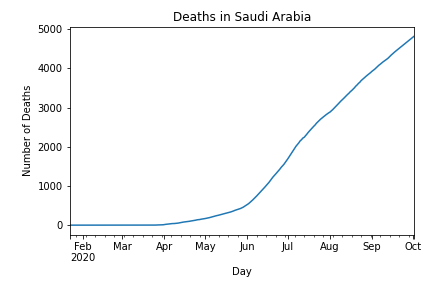 Deaths in Saudi Arabia
5000
4000
3000
2000
1000
0
Number of Deaths
Feb Mar Apr May Jun Jul Aug Sep Oct
2020
Day